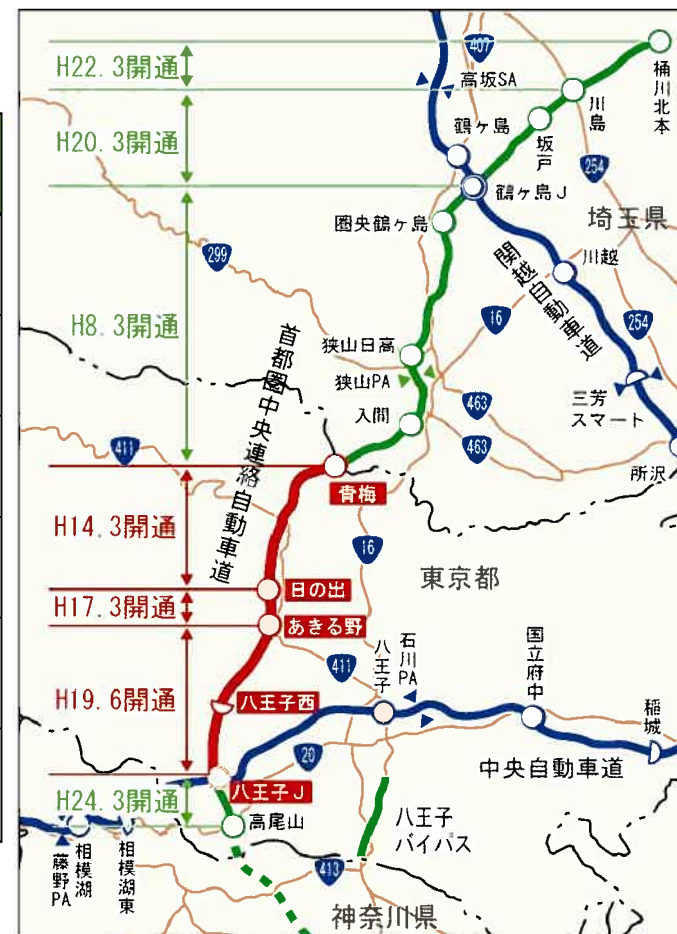 H22.3開通
H20.3開通
H8.3開通
H14.3開通
H17.3開通
H19.6開通
H24.3開通
407
高坂SA
桶川北本
川島
坂戸
鶴ヶ島
254
鶴ヶ島J
埼玉県
圏央鶴ヶ島
関越自動車道
川越
299
16
254
狭山日高
狭山PA
入間
463
463
三芳
スマート
所沢
首都圏中央連絡自動車道
411
青梅
16
東京都
日の出
あきる野
411
八王子
石川PA
国立府中
稲城
八王子西
20
中央自動車道
八王子J
高尾山
八王子
バイパス
藤野PA
相模湖
相模湖東
413
神奈川県